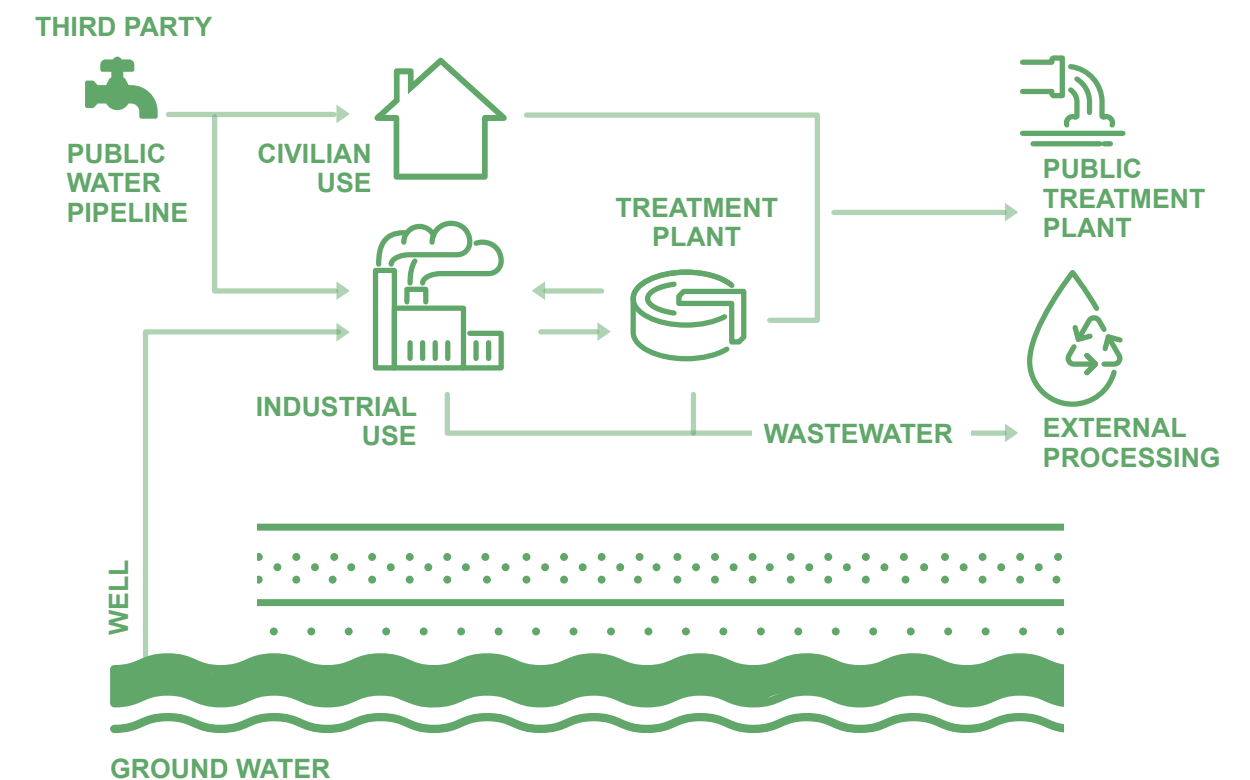 THIRD PARTY
PUBLIC
WATER
PIPELINE
CIVILIAN
USE
TREATMENT
PLANT
PUBLIC
TREATMENT
PLANT
INDUSTRIAL
USE
WASTEWATER
EXTERNAL
PROCESSING
WELL
GROUND WATER